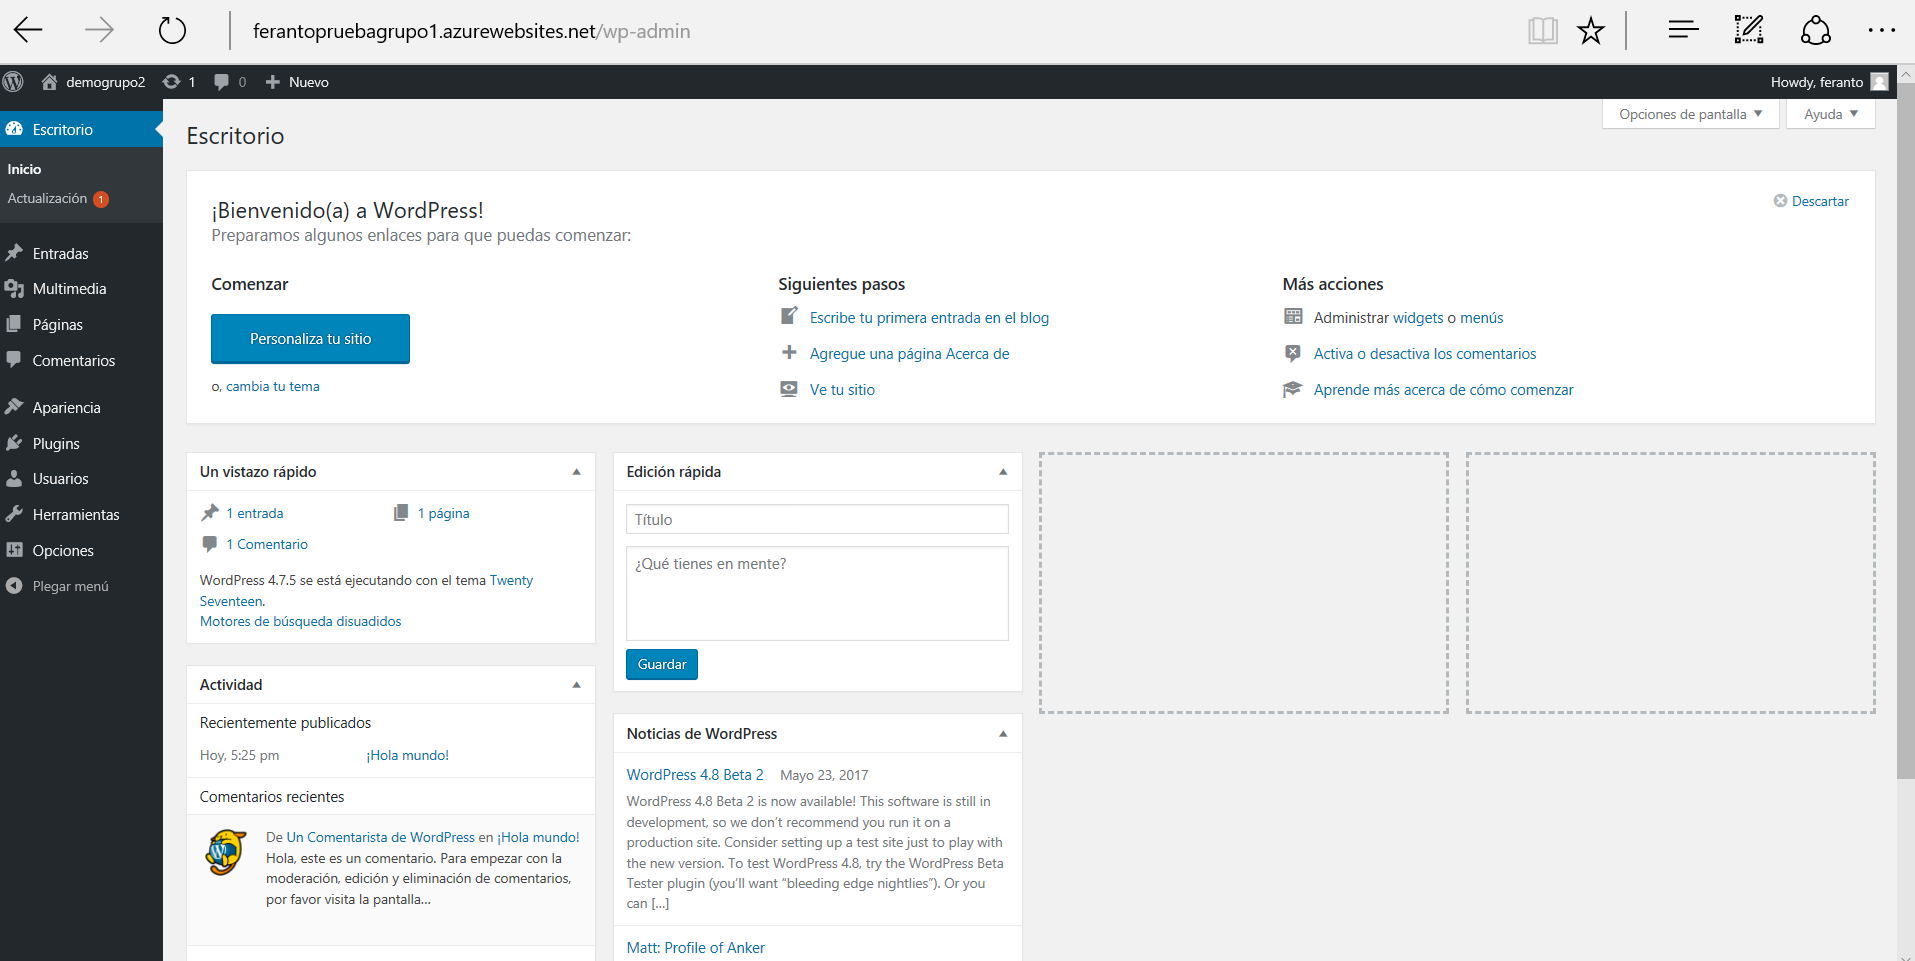 ferantopruebagrupo1.azurewebsites.net/wp-admin
demogrupo2 1 0 Nuevo
Howdy, feranto
Escritorio
Inicio
Actualización 1
Entradas
Multimedia
Páginas
Comentarios
Apariencia
Plugins
Usuarios
Herramientas
Opciones
Plegar menú
Opciones de pantalla
Ayuda
Escritorio
¡Bienvenido(a) a WordPress!
Preparamos algunos enlaces para que puedas comenzar:
Descartar
Comenzar
Personaliza tu sitio
o, cambia tu tema
Siguientes pasos
Escribe tu primera entrada en el blog
Agregue una página Acerca de
Ve tu sitio
Más acciones
Administrar widgets o menús
Activa o desactiva los comentarios
Aprende más acerca de cómo comenzar
Un vistazo rápido
1 entrada
1 página
1 Comentario
WordPress 4.7.5 se está ejecutando con el tema Twenty
Seventeen.
Motores de búsqueda disuadidos
Actividad
Recientemente publicados
Hoy, 5:25 pm ¡Hola mundo!
Comentarios recientes
De Un Comentarista de WordPress en ¡Hola mundo!
Hola, este es un comentario. Para empezar con la
moderación, edición y eliminación de comentarios,
por favor visita la pantalla...
Edición rápida
Título
¿Qué tienes en mente?
Guardar
Noticias de WordPress
WordPress 4.8 Beta 2 Mayo 23, 2017
WordPress 4.8 Beta 2 is now available! This software is still in
development, so we don’t recommend you run it on a
production site. Consider setting up a test site just to play with
the new version. To test WordPress 4.8, try the WordPress Beta
Tester plugin (you’ll want “bleeding edge nightlies”). Or you
can [...]
Matt: Profile of Anker